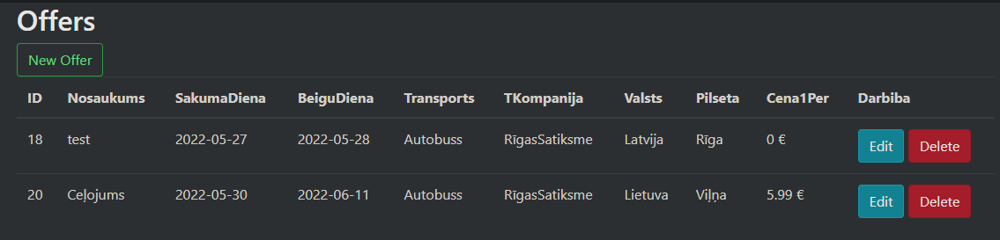 Offers
New Offer
ID Nosaukums SakumaDiena BeiguDiena Transports TKompanija Valsts Pilseta Cena1Per Darbiba
18 test 2022-05-27 2022-05-28 Autobuss RīgasSatiksme Latvija Rīga 0 € Edit Delete
20 Ceļojums 2022-05-30 2022-06-11 Autobuss RīgasSatiksme Lietuva Viļņa 5.99 € Edit Delete